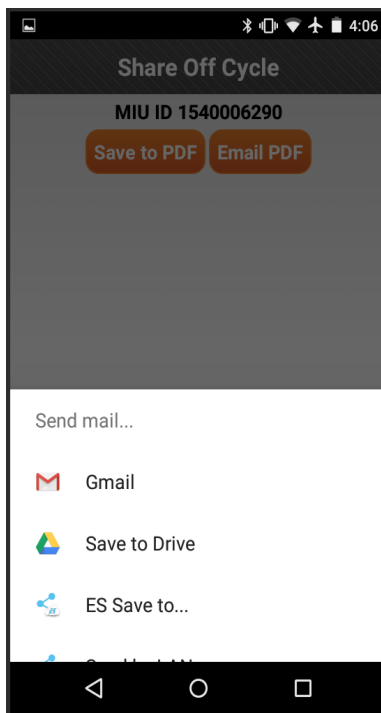 4:06
Share Off Cycle
MIU ID 1540006290
Save to PDF Email PDF
Send mail...
Gmail
Save to Drive
ES Save to...